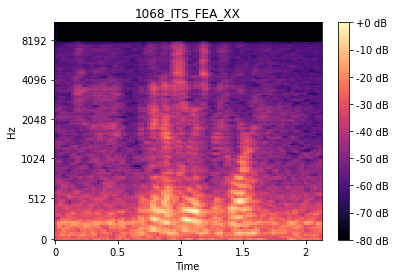 1068_ITS_FEA_XX
+0 dB
8192
-10 dB
4096
-20 dB
-30 dB
2048
-40 dB
Hz
1024
-50 dB
512
-60 dB
-70 dB
0
-80 dB
0
0.5
1
1.5
2
Time